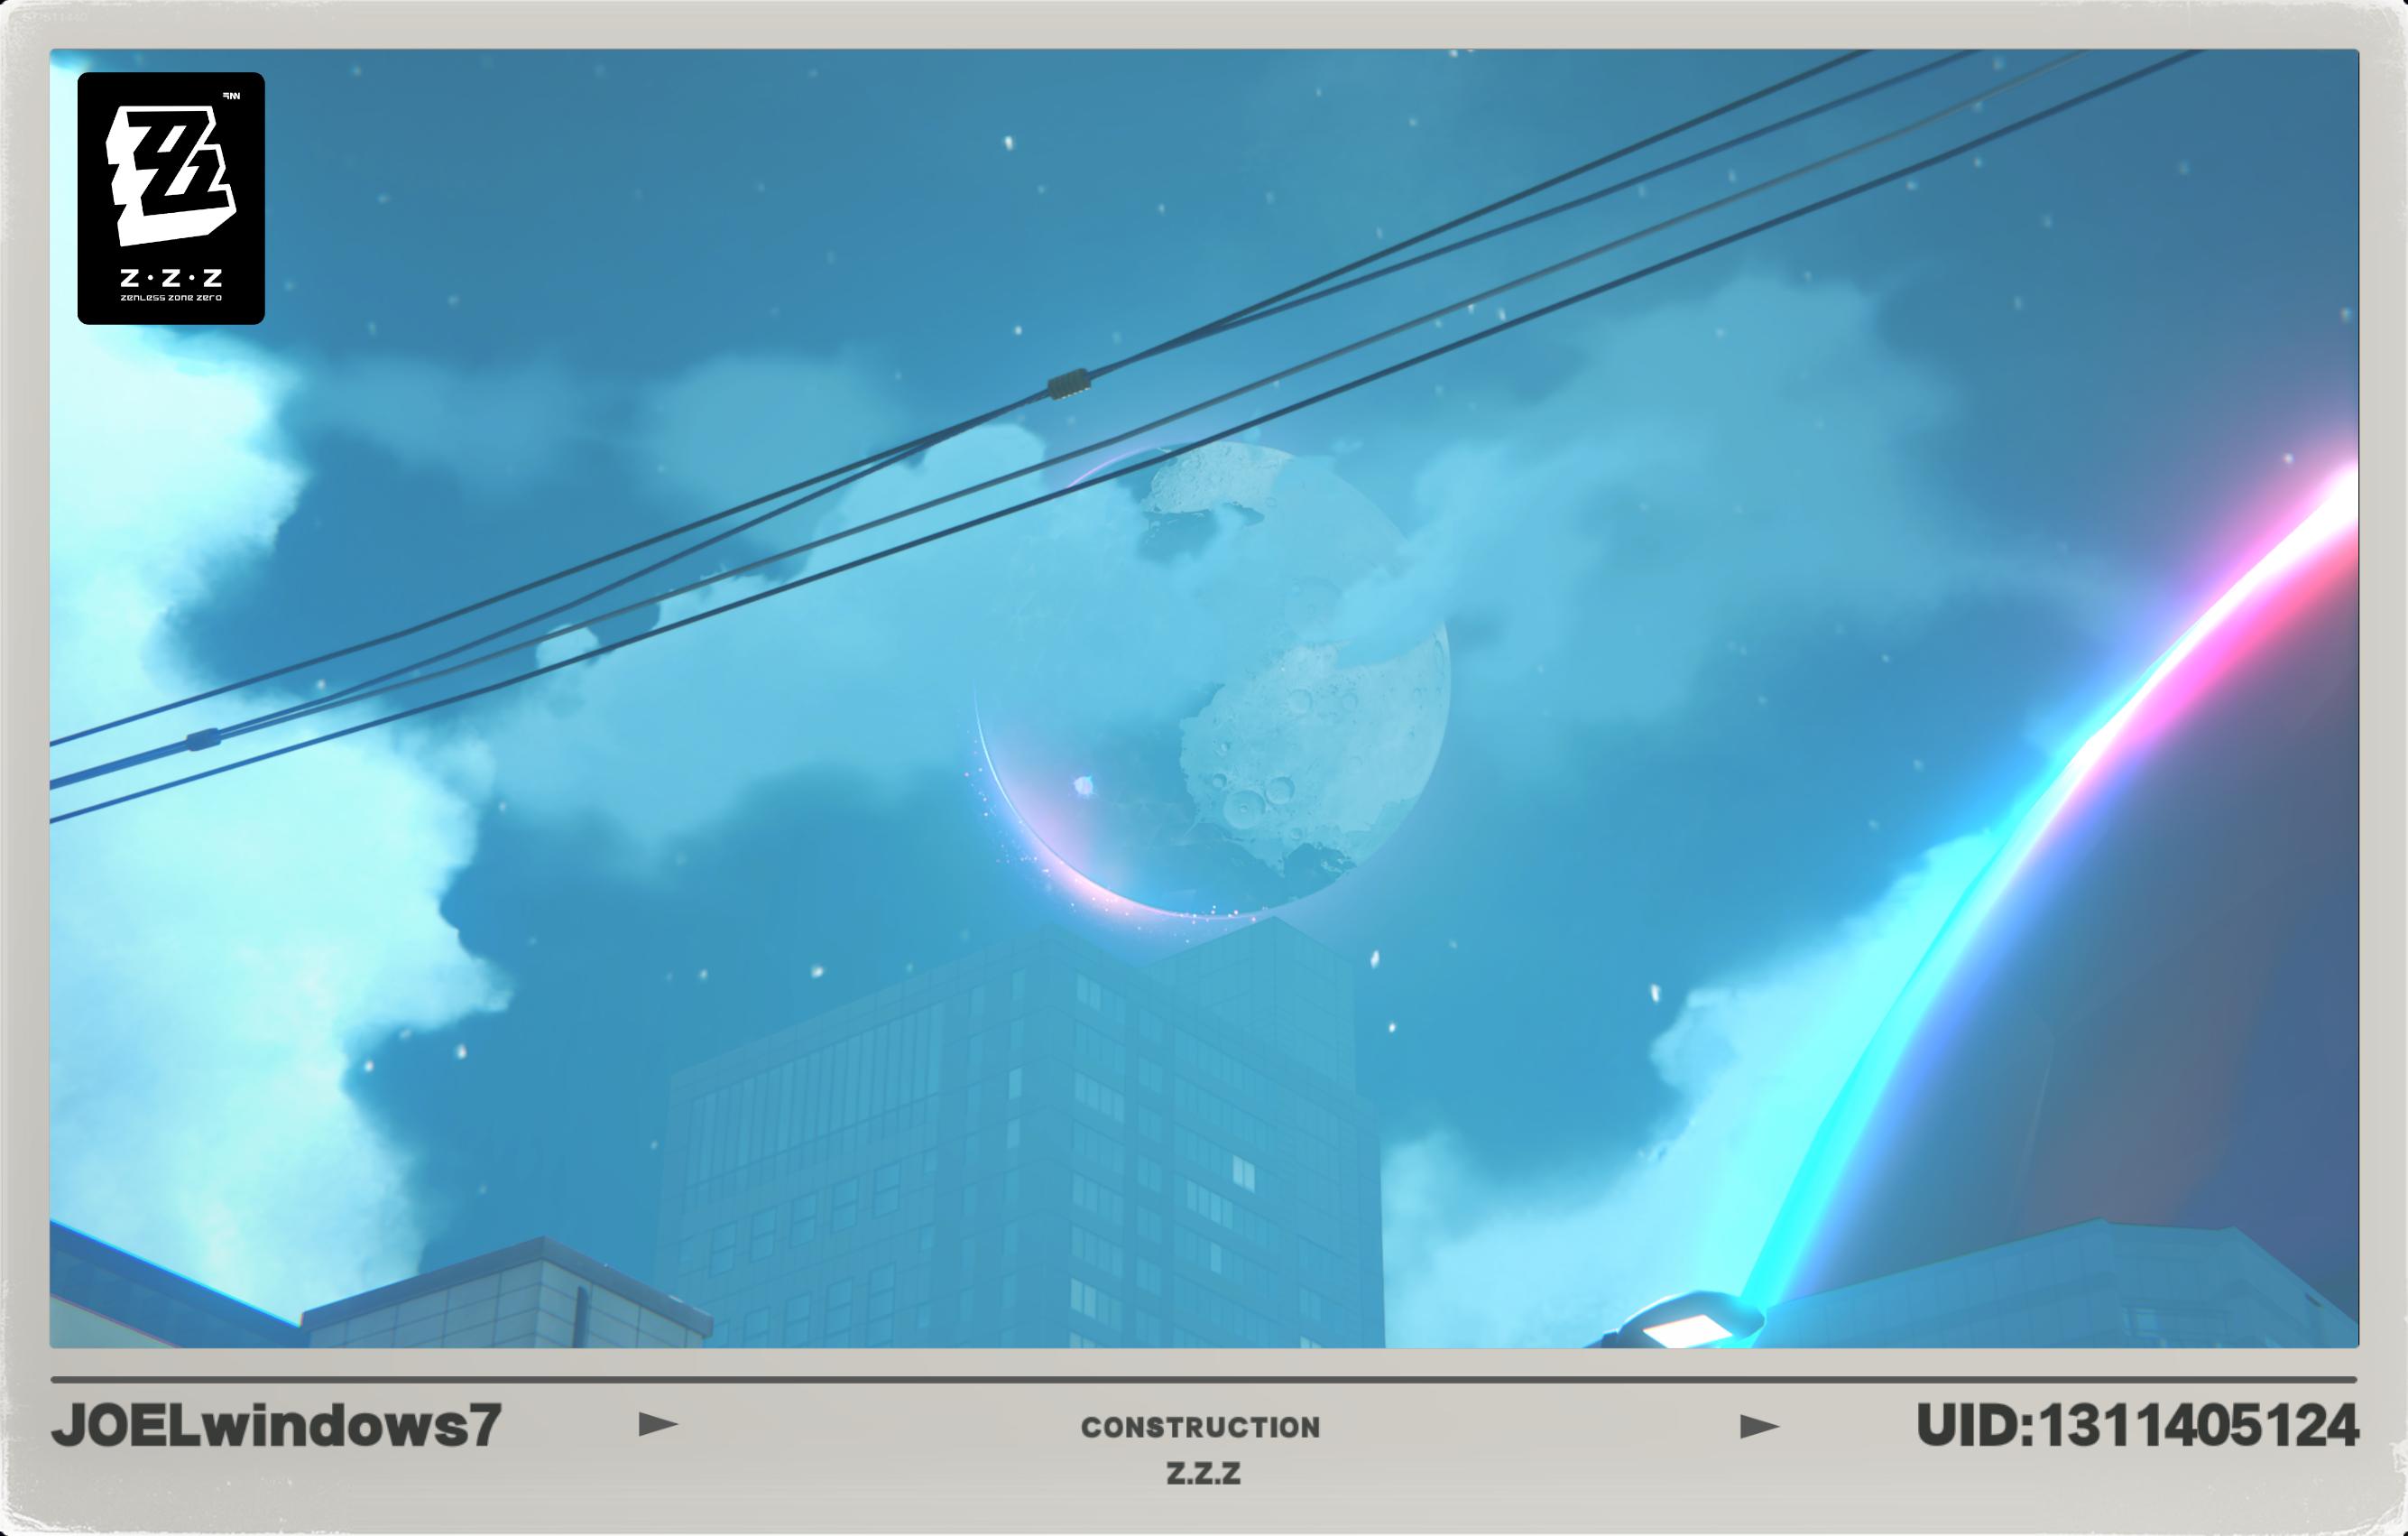 Z·Z·Z
Zenless Zone Zero
JOELwindows7
CONSTRUCTION
Z.Z.Z
UID:1311405124